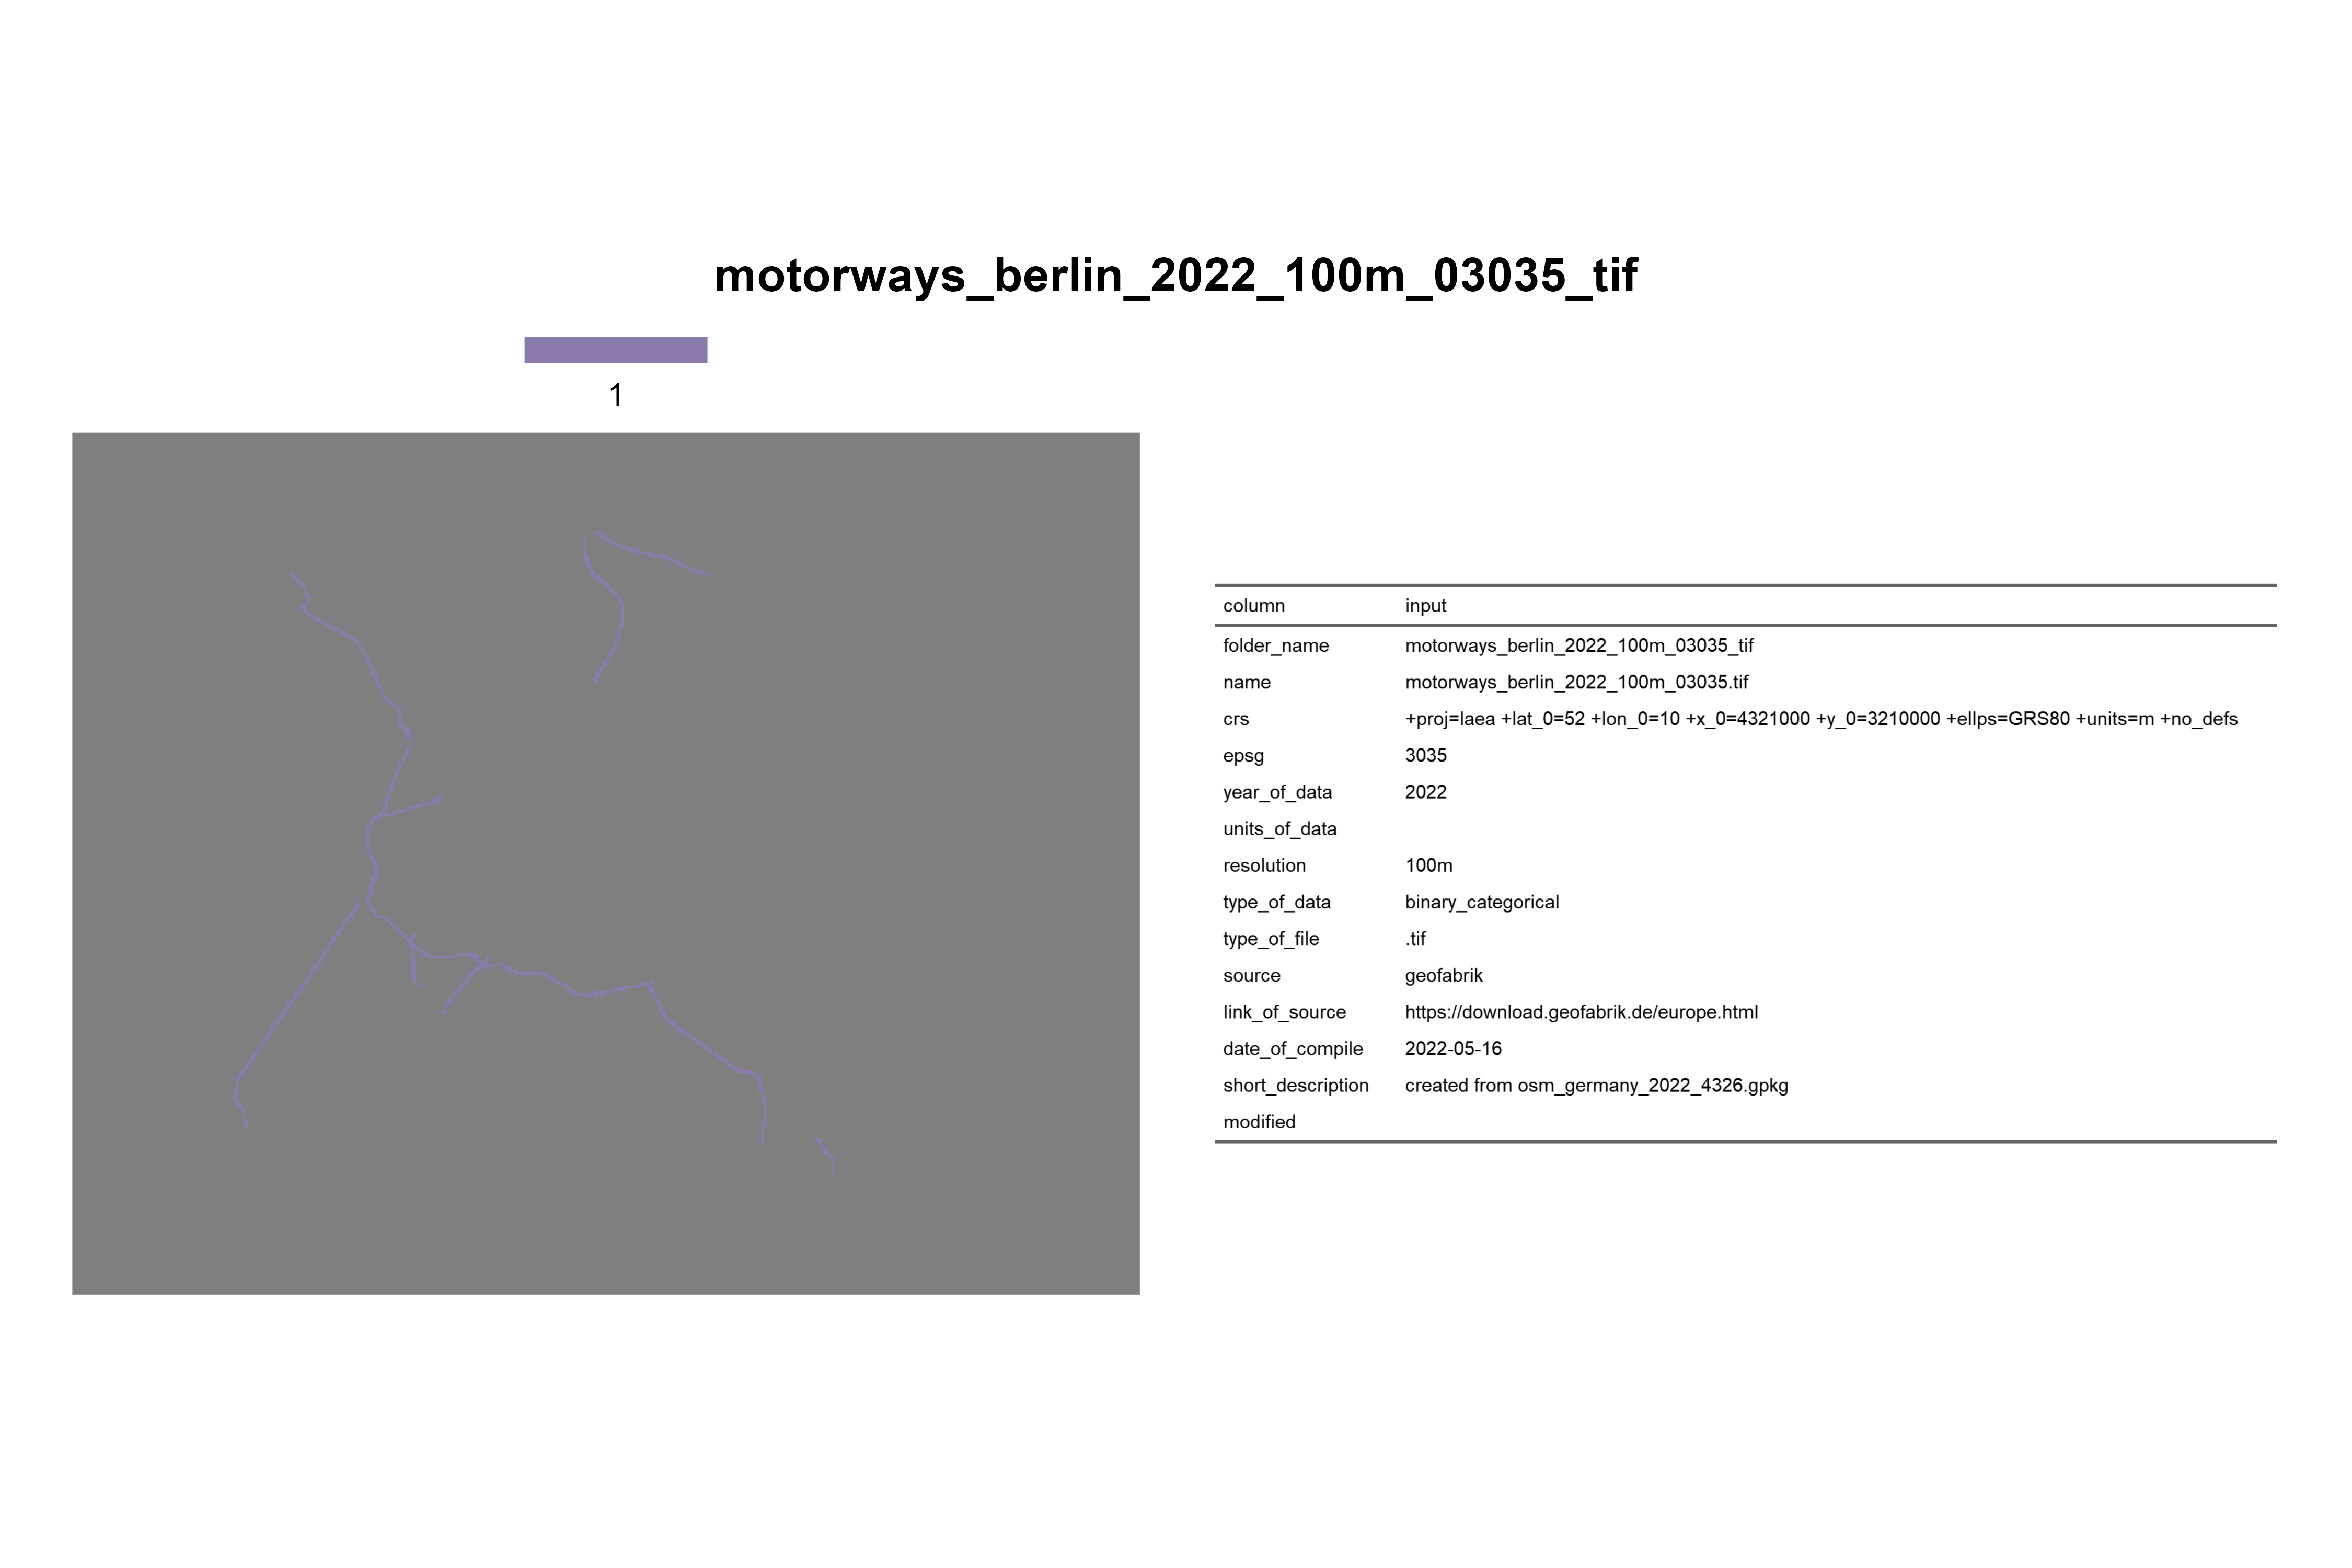 motorways_berlin_2022_100m_03035_tif
1
column input
folder_name motorways_berlin_2022_100m_03035_tif
name motorways_berlin_2022_100m_03035.tif
crs +proj=laea +lat_0=52 +lon_0=10 +x_0=4321000 +y_0=3210000 +ellps=GRS80 +units=m +no_defs
epsg 3035
year_of_data 2022
units_of_data
resolution 100m
type_of_data binary_categorical
type_of_file .tif
source geofabrik
link_of_source https://download.geofabrik.de/europe.html
date_of_compile 2022-05-16
short_description created from osm_germany_2022_4326.gpkg
modified